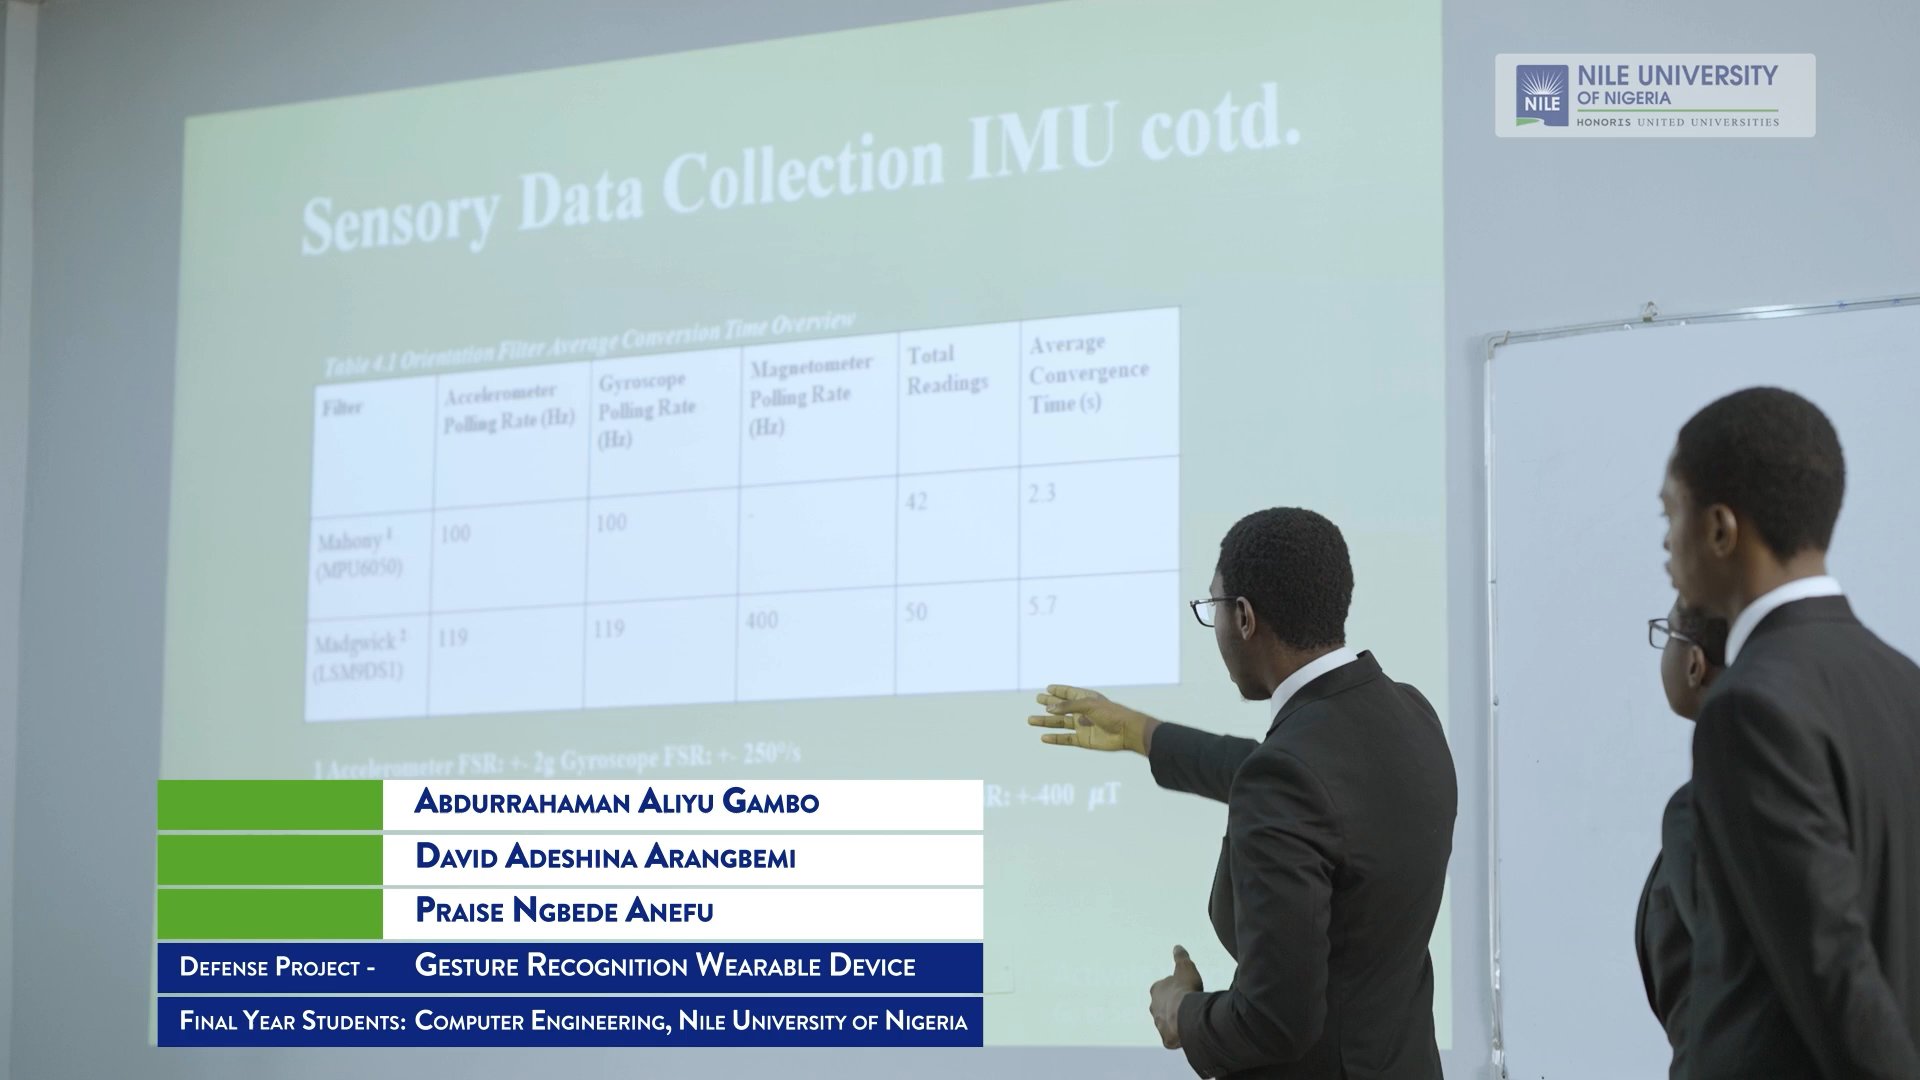 NILE UNIVERSITY
OF NIGERIA
HONORIS UNITED UNIVERSITIES
NILE
Sensory Data Collection IMU cotd.
Table 4.1 Orientation Filter Average Conversion Time Overview
Filter
Accelerometer
Polling Rate (Hz)
Gyroscope
Polling Rate
(Hz)
Magnetometer
Polling Rate
(Hz)
Total
Readings
Average
Convergence
Time (s)
Mahony 1
(MPU6050)
100
100
-
42
2.3
Madgwick 2
(LSM9DS1)
119
119
400
50
5.7
1 Accelerometer FSR: +- 2g Gyroscope FSR: +- 250º/s
R: +-400 µT
ABDURRAHAMAN ALIYU GAMBO
DAVID ADESHINA ARANGBEMI
PRAISE NGBEDE ANEFU
DEFENSE PROJECT - GESTURE RECOGNITION WEARABLE DEVICE
FINAL YEAR STUDENTS: COMPUTER ENGINEERING, NILE UNIVERSITY OF NIGERIA